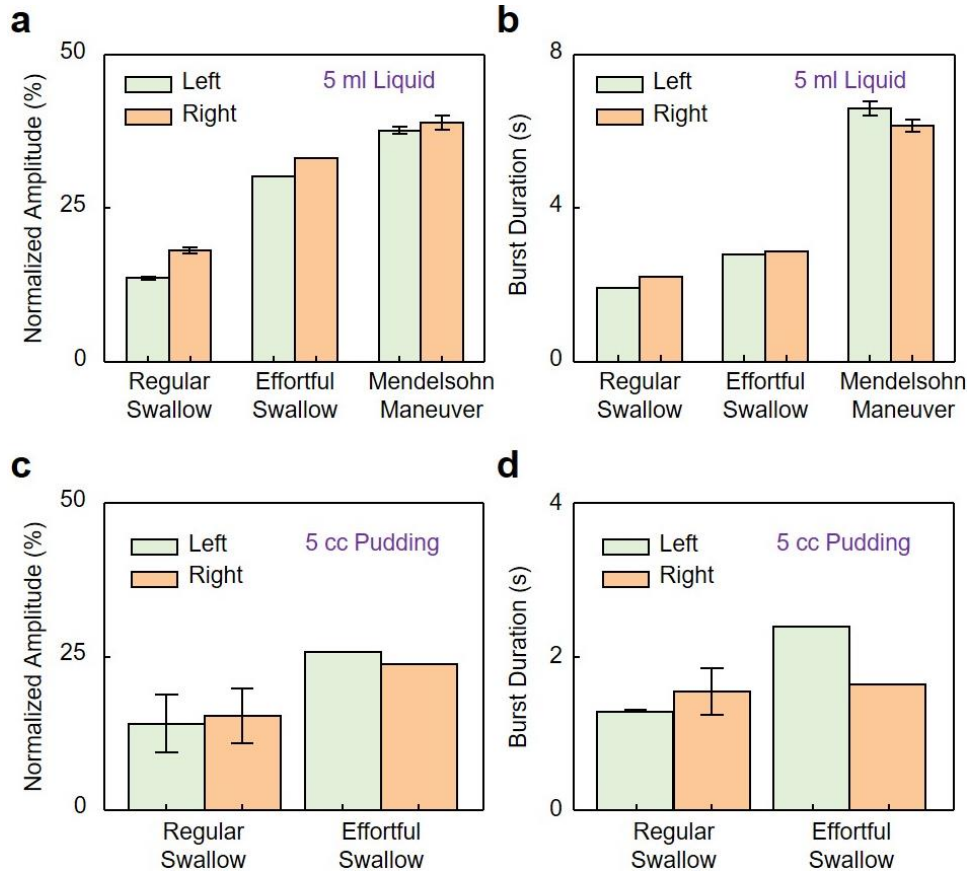 a
50
Left
Right
5 ml Liquid
25
0
Normalized Amplitude (%)
Regular
Swallow
Effortful
Swallow
Mendelsohn
Maneuver
b
8
Left
Right
5 ml Liquid
4
0
Burst Duration (s)
Regular
Swallow
Effortful
Swallow
Mendelsohn
Maneuver
c
50
Left
Right
5 cc Pudding
25
0
Normalized Amplitude (%)
Regular
Swallow
Effortful
Swallow
d
4
Left
Right
5 cc Pudding
2
0
Burst Duration (s)
Regular
Swallow
Effortful
Swallow